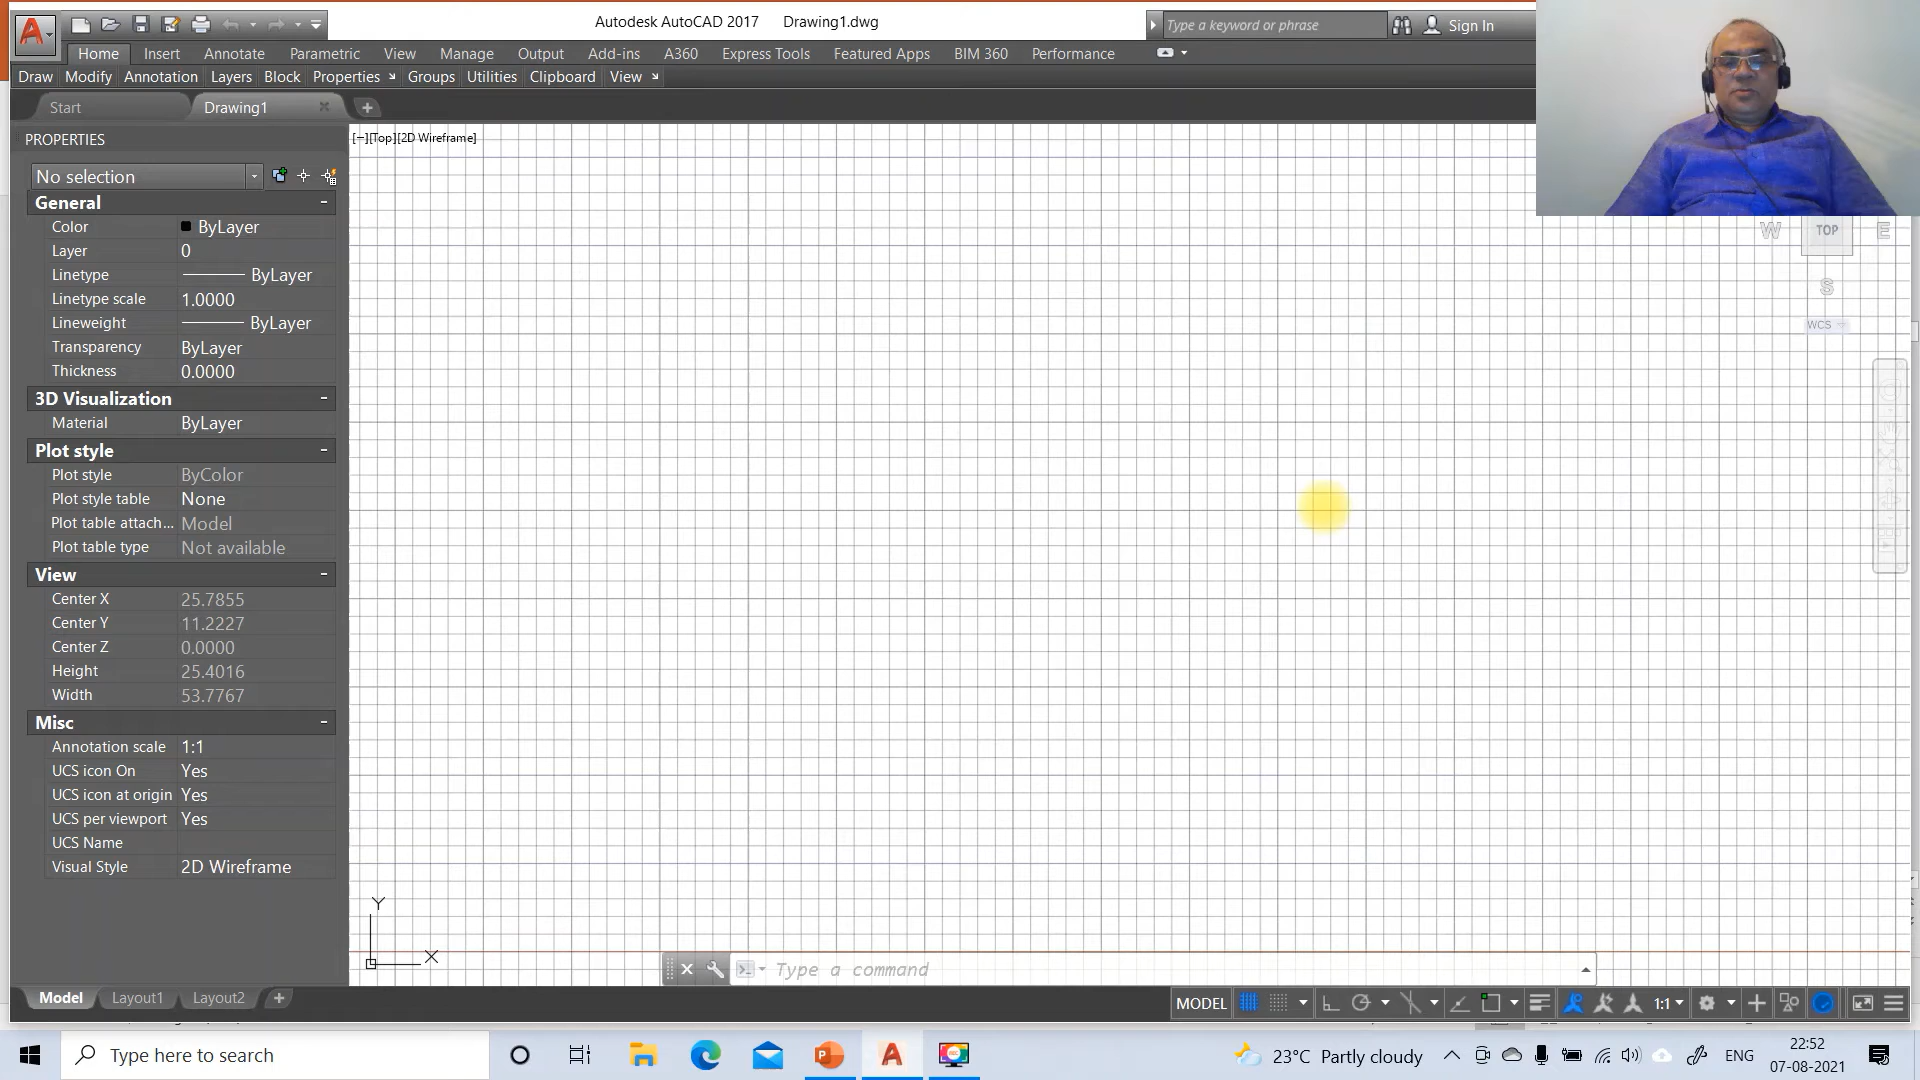 Autodesk AutoCAD 2017 Drawing1.dwg
Type a keyword or phrase
Sign In
Home Insert Annotate Parametric View Manage Output Add-ins A360 Express Tools Featured Apps BIM 360 Performance
Draw Modify Annotation Layers Block Properties Groups Utilities Clipboard View
Start Drawing1
PROPERTIES
[−][Top][2D Wireframe]
No selection
General
Color ByLayer
Layer 0
Linetype ByLayer
Linetype scale 1.0000
Lineweight ByLayer
Transparency ByLayer
Thickness 0.0000
3D Visualization
Material ByLayer
Plot style
Plot style ByColor
Plot style table None
Plot table attach... Model
Plot table type Not available
View
Center X 25.7855
Center Y 11.2227
Center Z 0.0000
Height 25.4016
Width 53.7767
Misc
Annotation scale 1:1
UCS icon On Yes
UCS icon at origin Yes
UCS per viewport Yes
UCS Name
Visual Style 2D Wireframe
W TOP E
S
WCS
Y
X
Type a command
Model Layout1 Layout2
MODEL 1:1
Type here to search
23°C Partly cloudy
ENG
22:52
07-08-2021